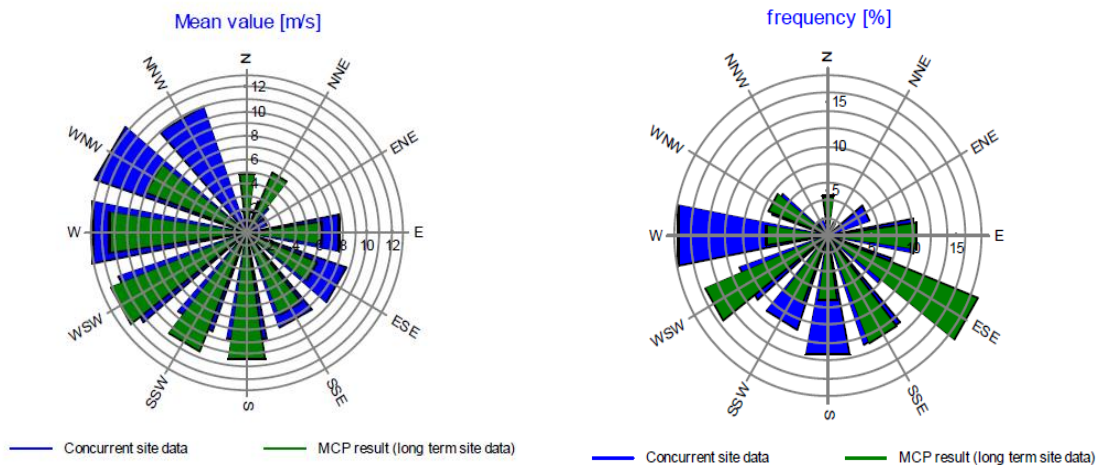 Mean value [m/s]
N
NNE
ENE
E
ESE
SSE
S
SSW
WSW
W
WNW
NNW
12
10
8
6
4
2
4
6
8
10
12
Concurrent site data
MCP result (long term site data)
frequency [%]
N
NNE
ENE
E
ESE
SSE
S
SSW
WSW
W
WNW
NNW
15
10
5
5
10
15
Concurrent site data
MCP result (long term site data)